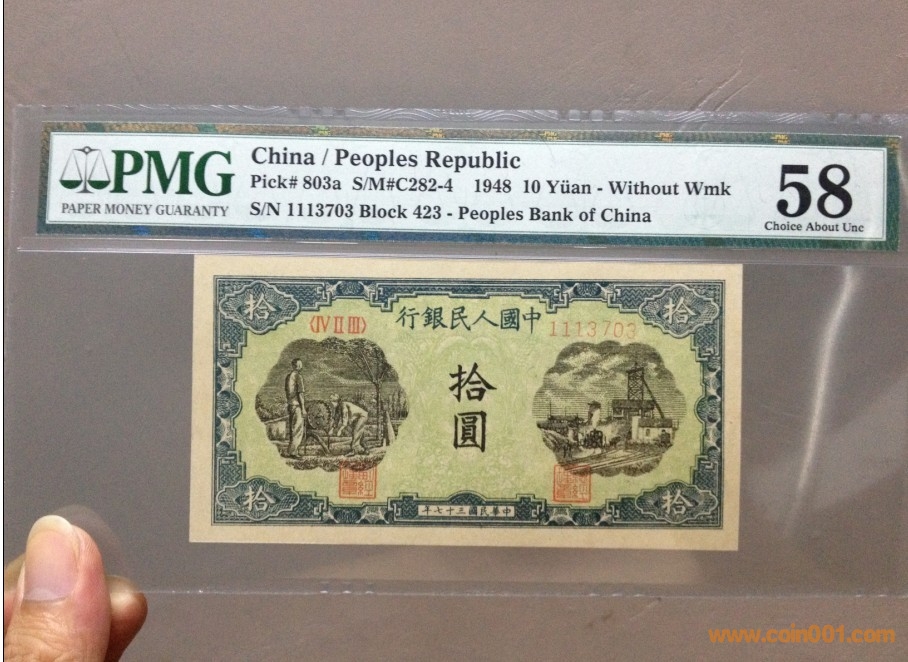 PMG
PAPER MONEY GUARANTY
China / Peoples Republic
Pick# 803a S/M#C282-4 1948 10 Yüan - Without Wmk
S/N 1113703 Block 423 - Peoples Bank of China
58
Choice About Unc
拾
拾
行銀民人國中
〈IV II III〉
1113703
拾
圓
拾
拾
年七十三國民華中
www.coin001.com